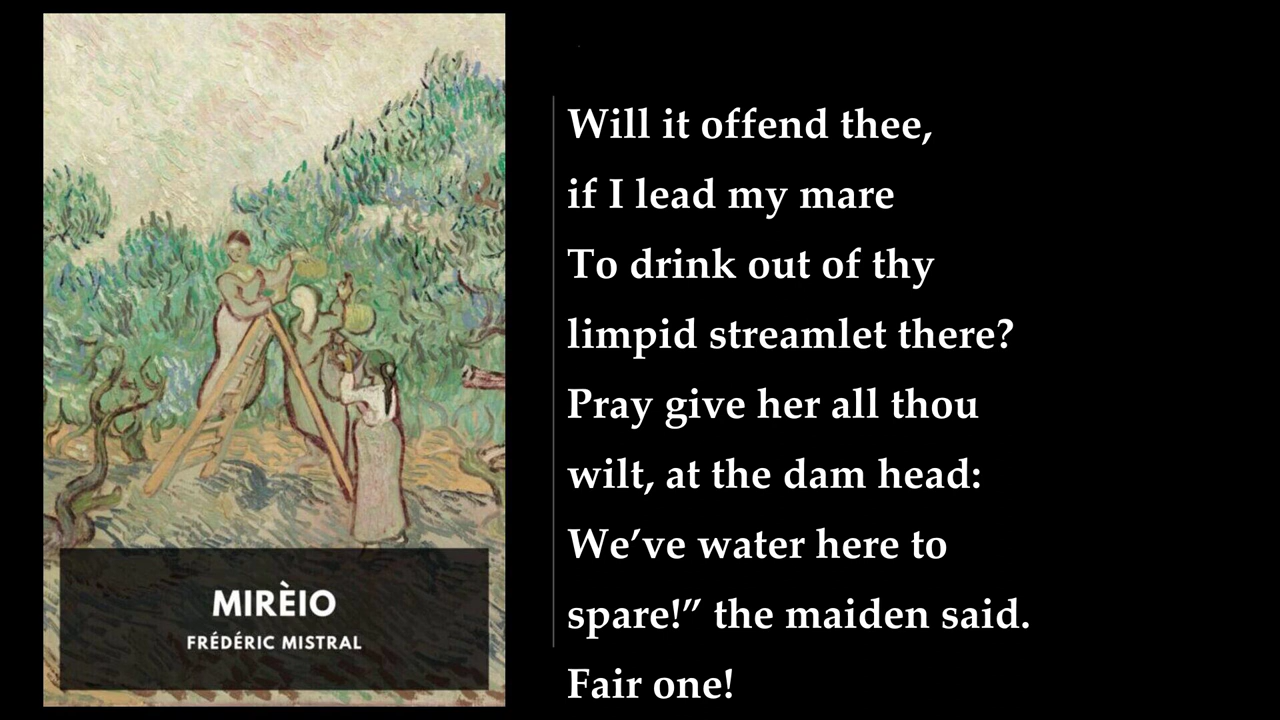 MIRÈIO
FRÉDÉRIC MISTRAL
Will it offend thee,
if I lead my mare
To drink out of thy
limpid streamlet there?
Pray give her all thou
wilt, at the dam head:
We’ve water here to
spare!” the maiden said.
Fair one!